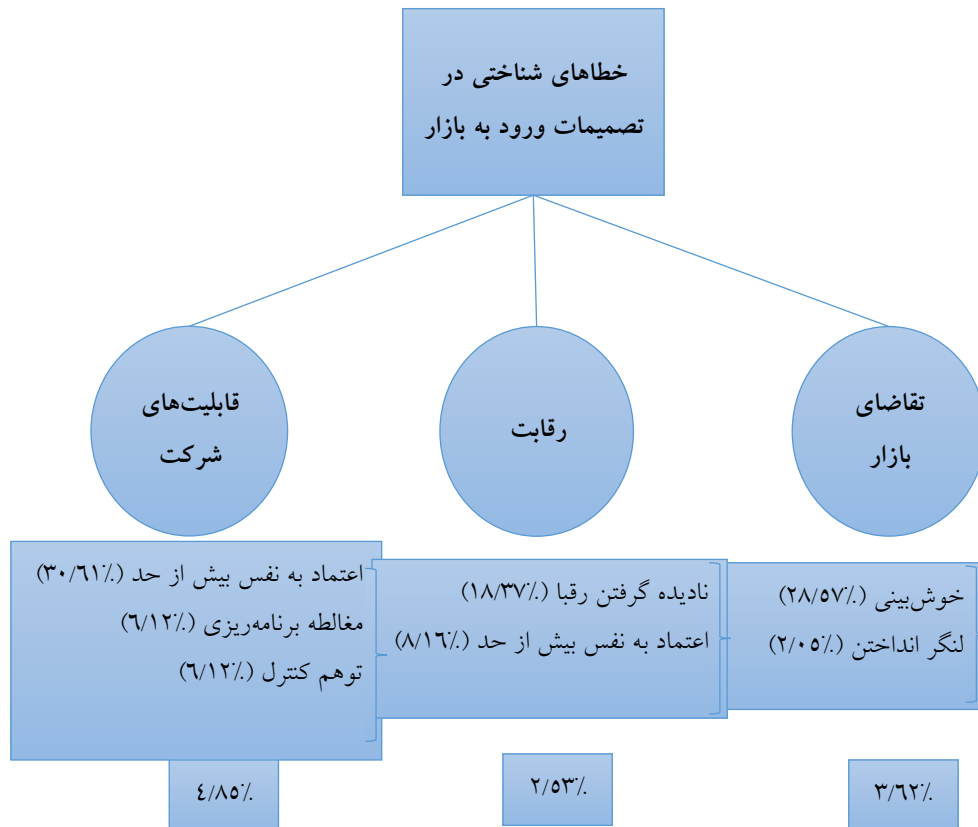 خطاهای شناختی در
تصمیمات ورود به بازار
تقاضای
بازار
رقابت
قابلیت‌های
شرکت
خوش‌بینی (۲۸/۵۷٪)
لنگر انداختن (۲/۰۵٪)
نادیده گرفتن رقبا (۱۸/۳۷٪)
اعتماد به نفس بیش از حد (۸/۱۶٪)
اعتماد به نفس بیش از حد (۳۰/۶۱٪)
مغالطه برنامه‌ریزی (۶/۱۲٪)
توهم کنترل (۶/۱۲٪)
۳/۶۲٪
۲/۵۳٪
٤/۸۵٪